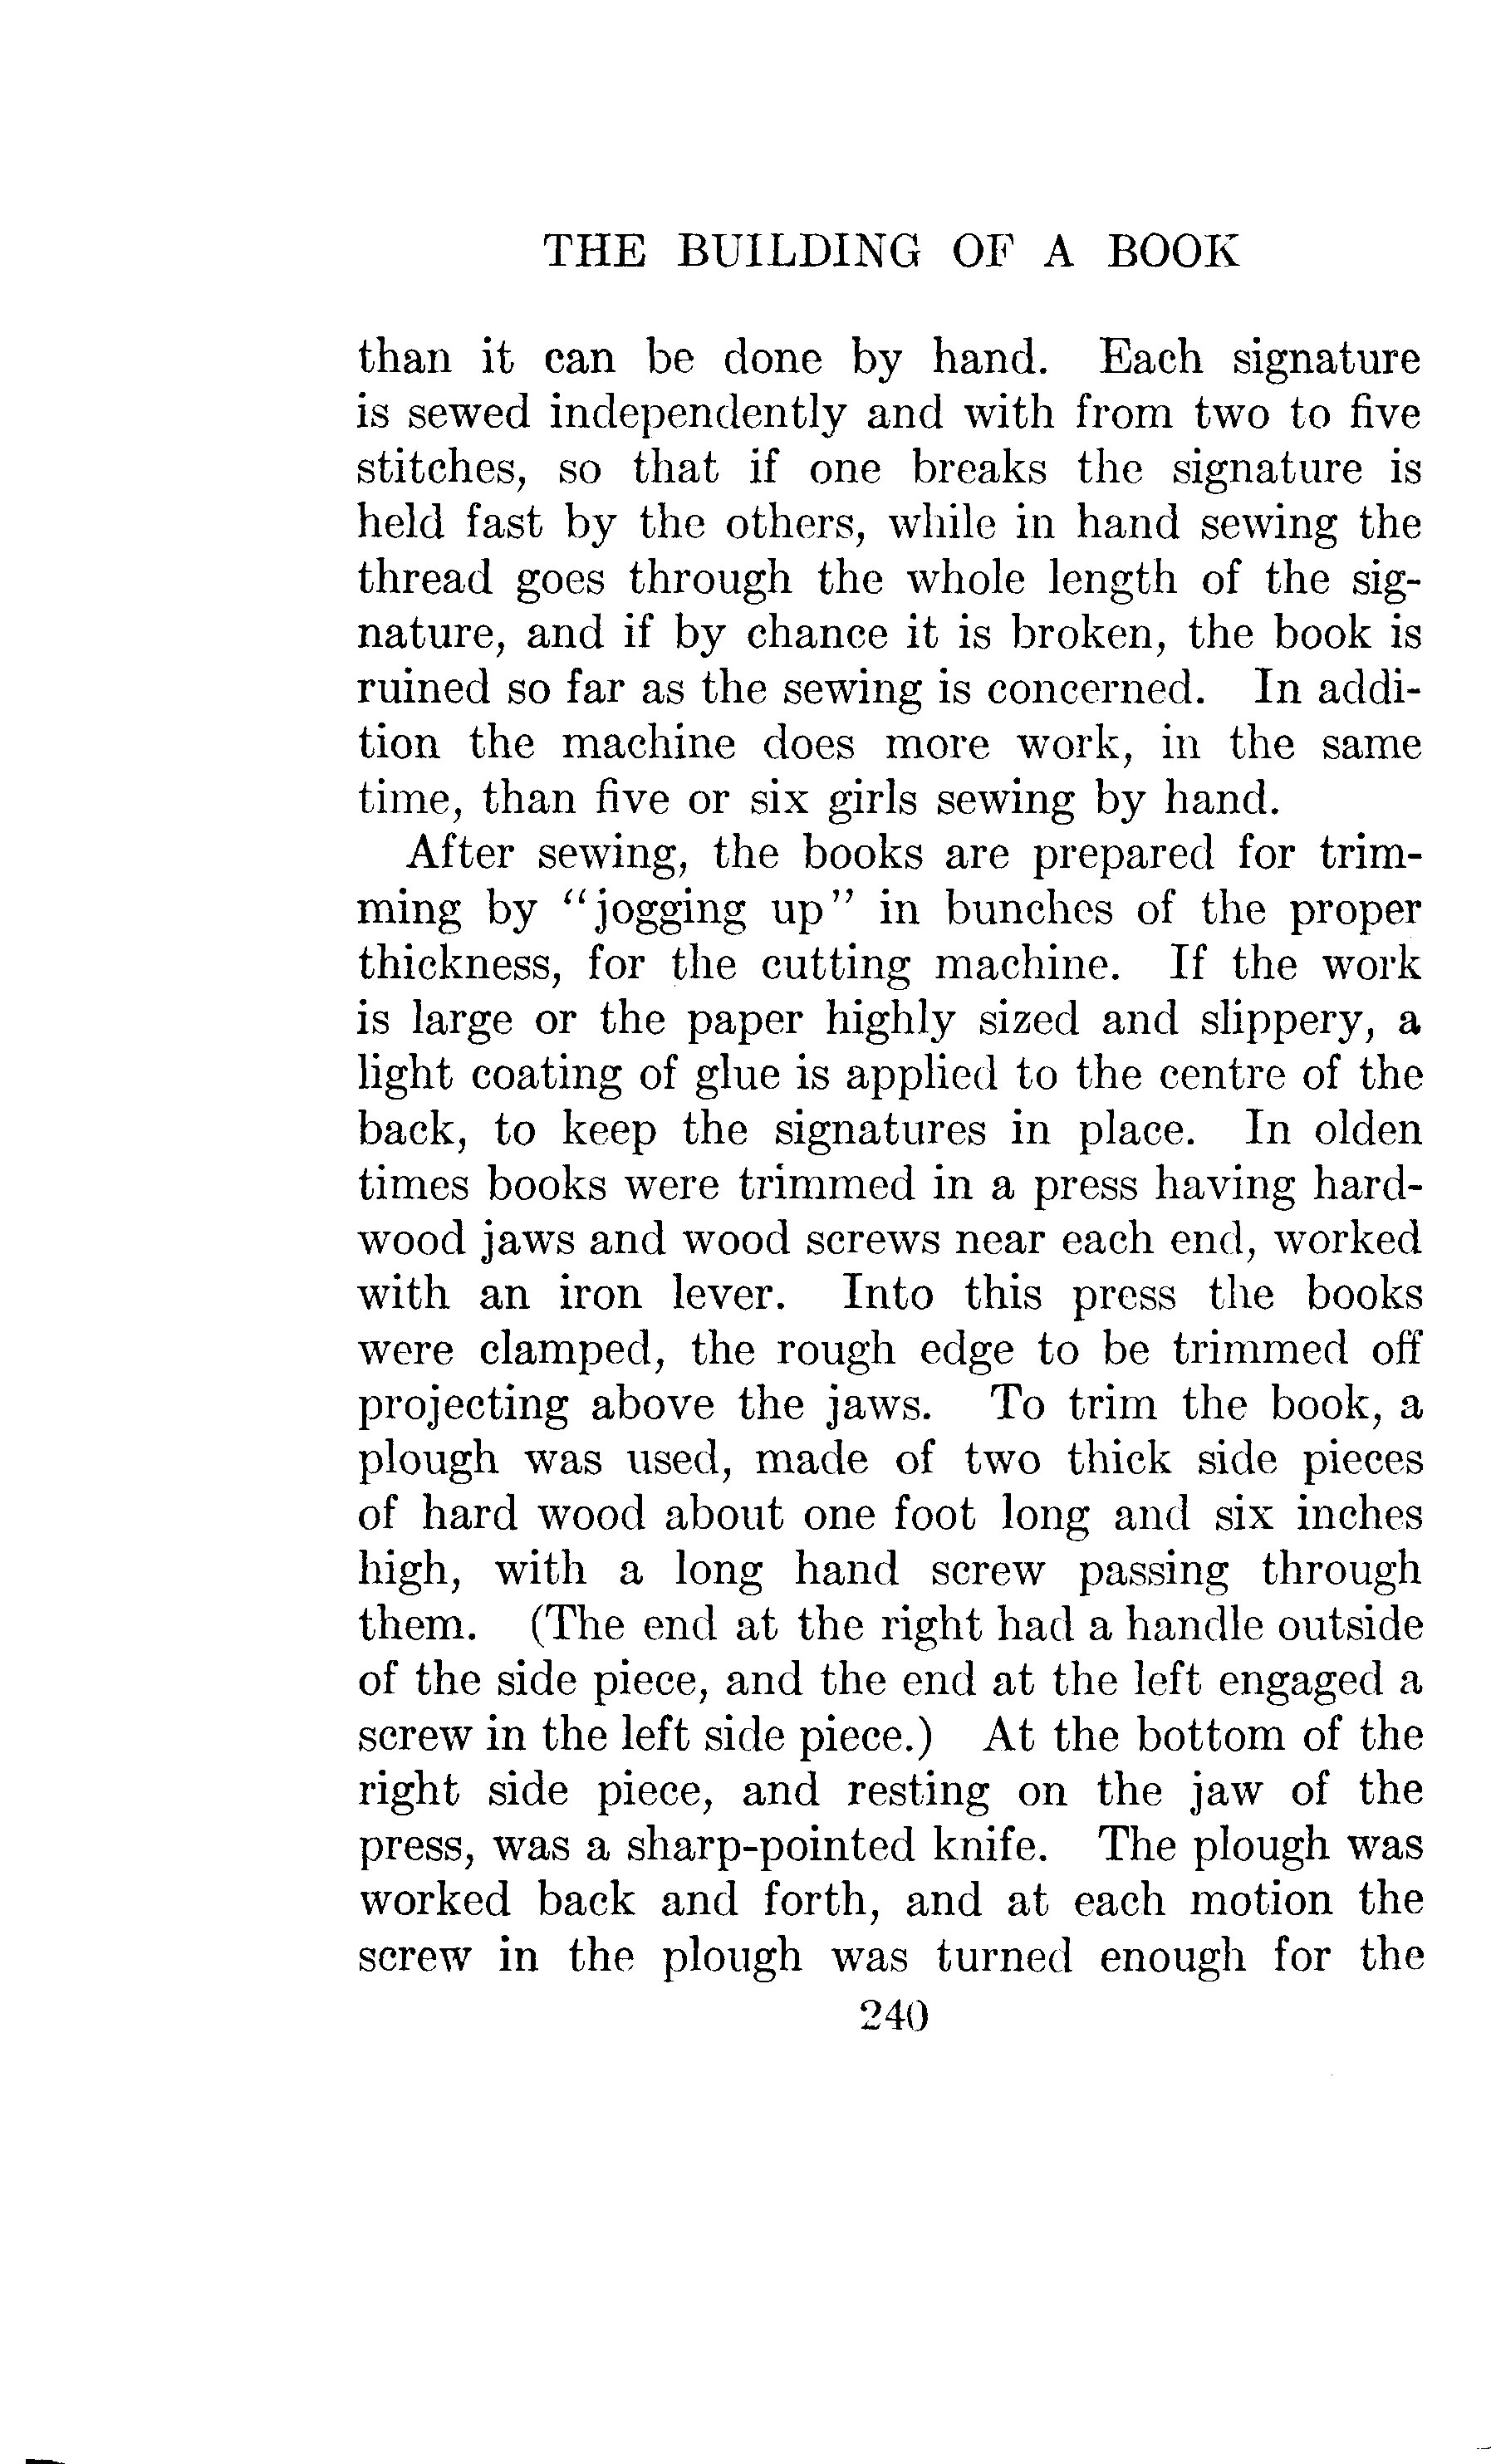 THE BUILDING OF A BOOK
than it can be done by hand. Each signature
is sewed independently and with from two to five
stitches, so that if one breaks the signature is
held fast by the others, while in hand sewing the
thread goes through the whole length of the sig-
nature, and if by chance it is broken, the book is
ruined so far as the sewing is concerned. In addi-
tion the machine does more work, in the same
time, than five or six girls sewing by hand.
After sewing, the books are prepared for trim-
ming by "jogging up" in bunches of the proper
thickness, for the cutting machine. If the work
is large or the paper highly sized and slippery, a
light coating of glue is applied to the centre of the
back, to keep the signatures in place. In olden
times books were trimmed in a press having hard-
wood jaws and wood screws near each end, worked
with an iron lever. Into this press the books
were clamped, the rough edge to be trimmed off
projecting above the jaws. To trim the book, a
plough was used, made of two thick side pieces
of hard wood about one foot long and six inches
high, with a long hand screw passing through
them. (The end at the right had a handle outside
of the side piece, and the end at the left engaged a
screw in the left side piece.) At the bottom of the
right side piece, and resting on the jaw of the
press, was a sharp-pointed knife. The plough was
worked back and forth, and at each motion the
screw in the plough was turned enough for the
240